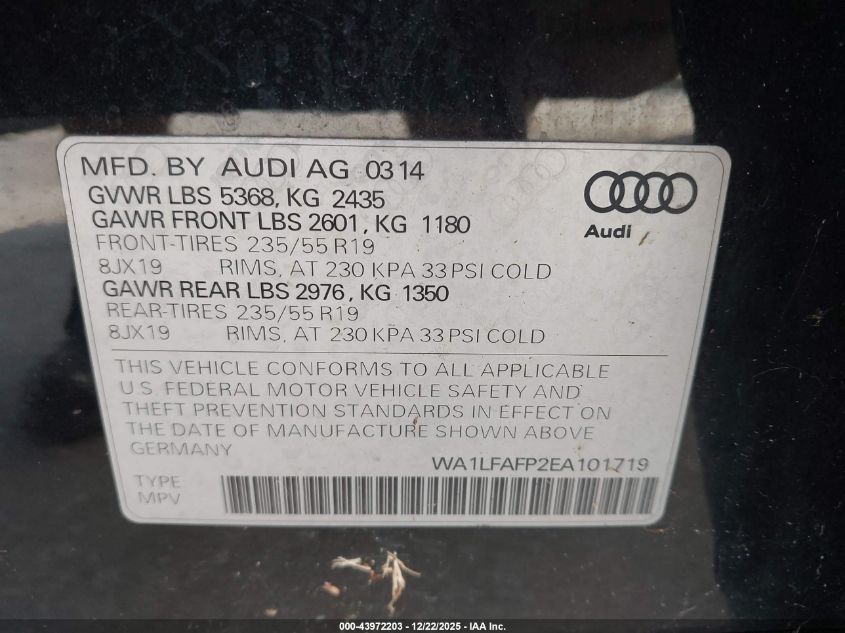 MFD. BY AUDI AG 0314
GVWR LBS 5368, KG 2435
GAWR FRONT LBS 2601, KG 1180
FRONT-TIRES 235/55 R19
8JX19 RIMS, AT 230 KPA 33 PSI COLD
GAWR REAR LBS 2976, KG 1350
REAR-TIRES 235/55 R19
8JX19 RIMS, AT 230 KPA 33 PSI COLD
Audi
THIS VEHICLE CONFORMS TO ALL APPLICABLE
U.S. FEDERAL MOTOR VEHICLE SAFETY AND
THEFT PREVENTION STANDARDS IN EFFECT ON
THE DATE OF MANUFACTURE SHOWN ABOVE
GERMANY
WA1LFAFP2EA101719
TYPE
MPV
000-43972203 - 12/22/2025 - IAA Inc.